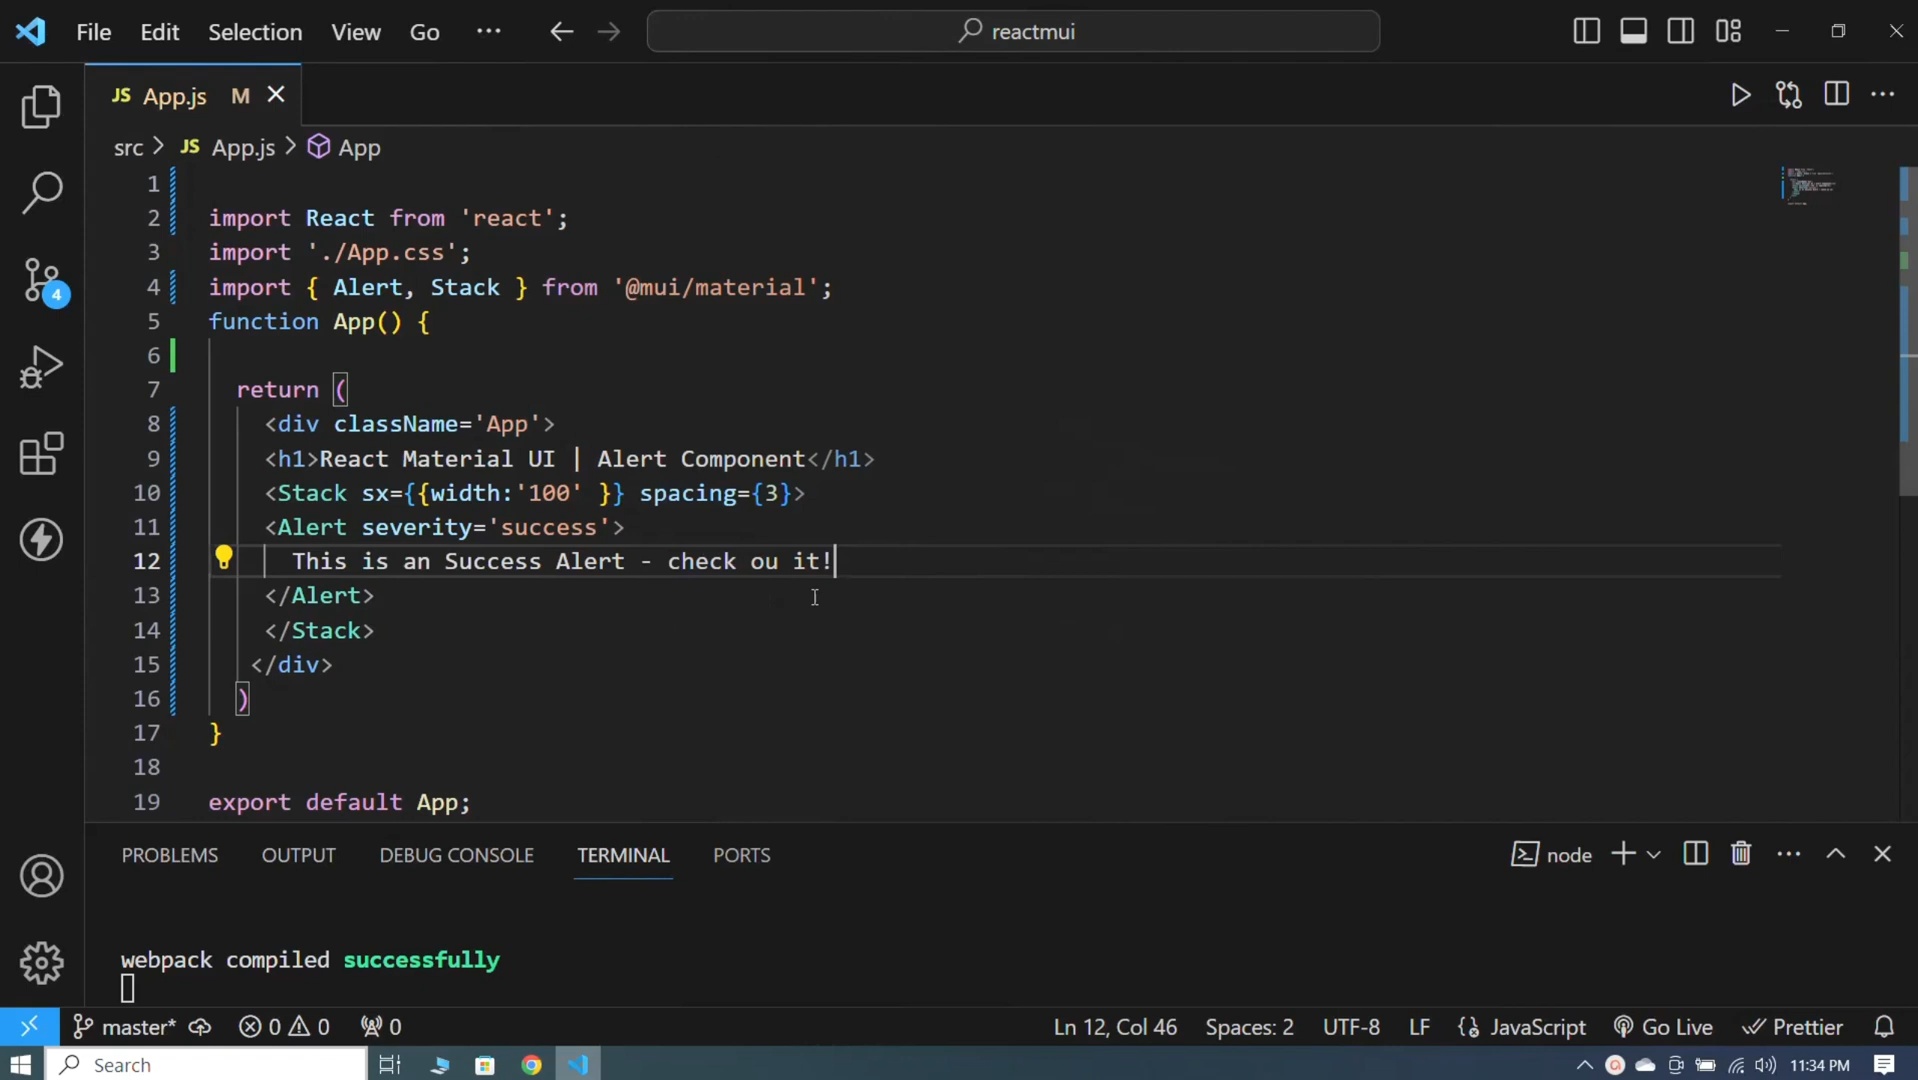 File Edit Selection View Go ··· reactmui
JS App.js M
src > JS App.js > App
1
2 import React from 'react';
3 import './App.css';
4 import { Alert, Stack } from '@mui/material';
5 function App() {
6
7 return (
8 <div className='App'>
9 <h1>React Material UI | Alert Component</h1>
10 <Stack sx={{width:'100' }} spacing={3}>
11 <Alert severity='success'>
12 This is an Success Alert - check ou it!
13 </Alert>
14 </Stack>
15 </div>
16 )
17 }
18
19 export default App;
4
PROBLEMS OUTPUT DEBUG CONSOLE TERMINAL PORTS node
webpack compiled successfully
master* 0 0 0 Ln 12, Col 46 Spaces: 2 UTF-8 LF {} JavaScript Go Live Prettier
Search 11:34 PM